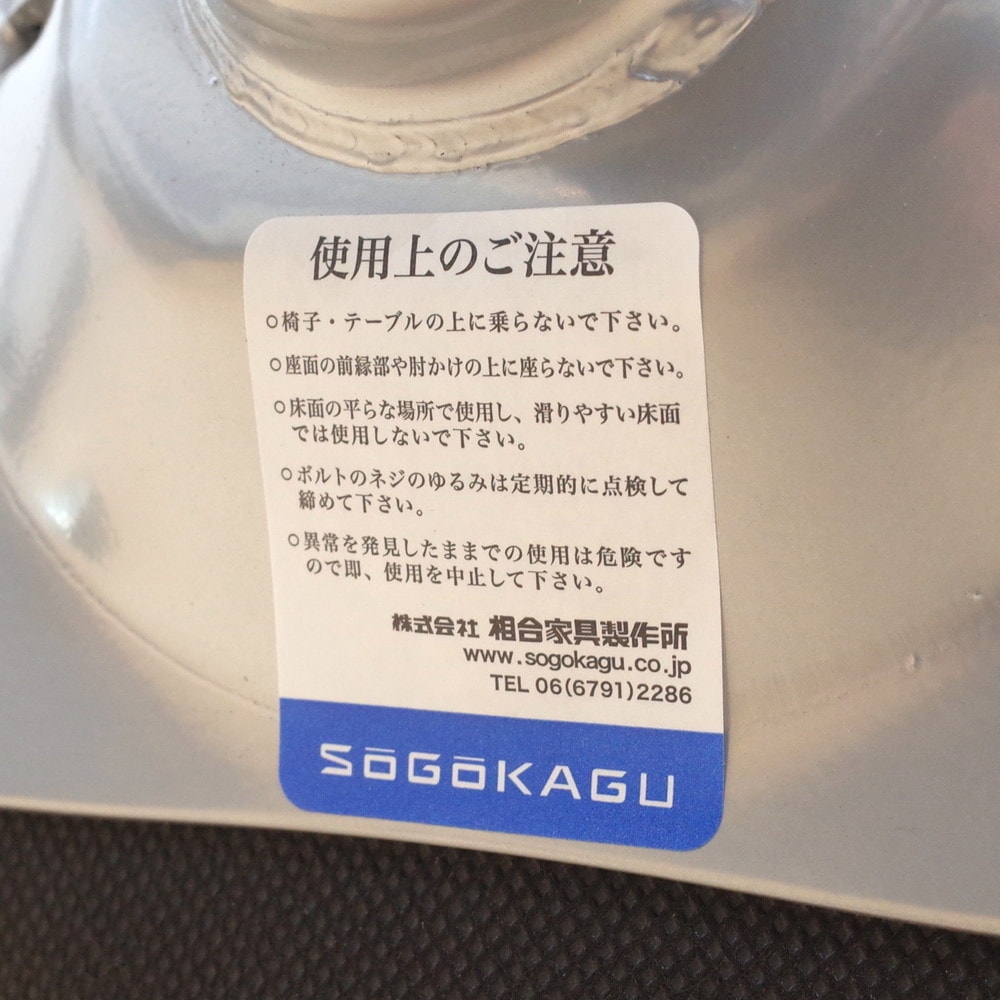 使用上のご注意
○椅子・テーブルの上に乗らないで下さい。
○座面の前縁部や肘かけの上に座らないで下さい。
○床面の平らな場所で使用し、滑りやすい床面
では使用しないで下さい。
○ボルトのネジのゆるみは定期的に点検して
締めて下さい。
○異常を発見したままでの使用は危険です
ので即、使用を中止して下さい。
株式会社 相合家具製作所
www.sogokagu.co.jp
TEL 06(6791)2286
SŌGŌKAGU